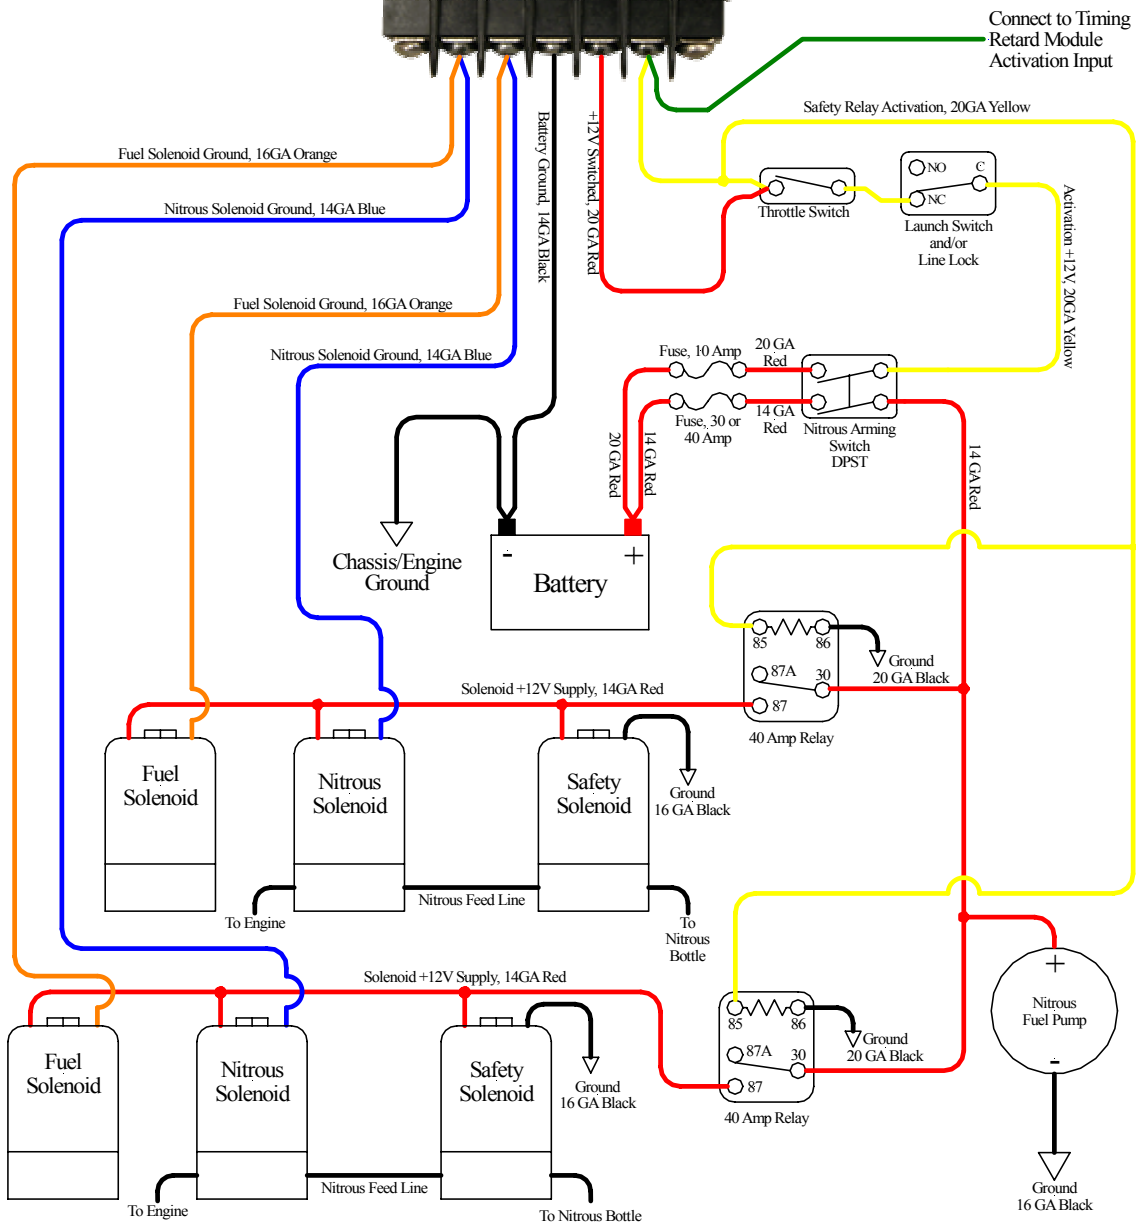 Connect to Timing
Retard Module
Activation Input
Safety Relay Activation, 20GA Yellow
Fuel Solenoid Ground, 16GA Orange
Battery Ground, 14GA Black
+12V Switched, 20 GA Red
NO
C
NC
Throttle Switch
Launch Switch
and/or
Line Lock
Activation +12V, 20GA Yellow
Nitrous Solenoid Ground, 14GA Blue
Fuel Solenoid Ground, 16GA Orange
Nitrous Solenoid Ground, 14GA Blue
Fuse, 10 Amp
20 GA
Red
Fuse, 30 or
40 Amp
14 GA
Red
Nitrous Arming
Switch
DPST
20 GA Red
14 GA Red
14 GA Red
Chassis/Engine
Ground
-
+
Battery
85
86
87A
30
87
Ground
20 GA Black
40 Amp Relay
Solenoid +12V Supply, 14GA Red
Fuel
Solenoid
Nitrous
Solenoid
Safety
Solenoid
Ground
16 GA Black
Nitrous Feed Line
To Engine
To
Nitrous
Bottle
Solenoid +12V Supply, 14GA Red
85
86
87A
30
87
Ground
20 GA Black
40 Amp Relay
+
Nitrous
Fuel Pump
-
Ground
16 GA Black
Fuel
Solenoid
Nitrous
Solenoid
Safety
Solenoid
Ground
16 GA Black
Nitrous Feed Line
To Engine
To Nitrous Bottle